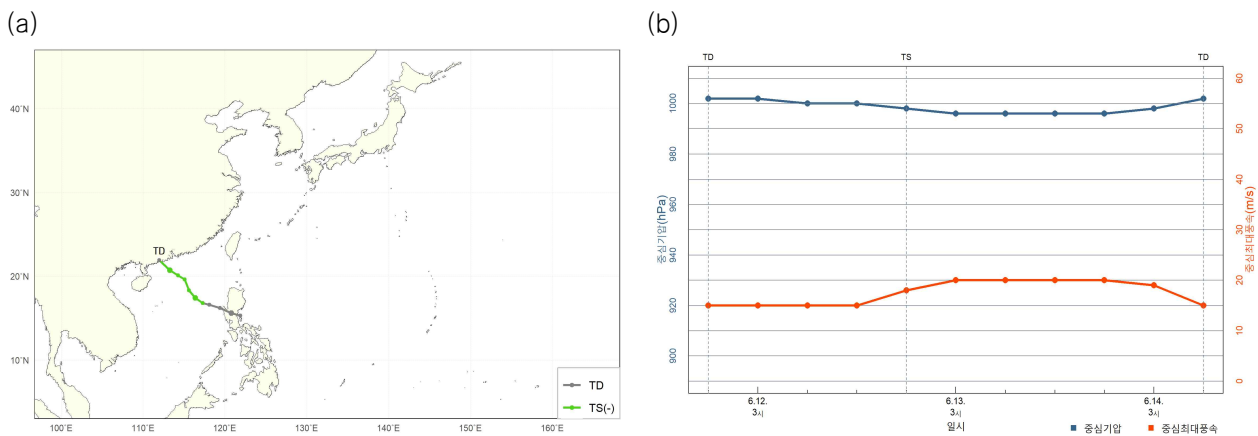 (a)
(b)
40°N
30°N
20°N
10°N
100°E 110°E 120°E 130°E 140°E 150°E 160°E
TD
TD
TS(-)
TD TS TD
중심기압(hPa)
1000
980
960
940
920
900
중심최대풍속(m/s)
60
50
40
30
20
10
0
6.12. 6.13. 6.14.
3시 3시 3시
일시
중심기압 중심최대풍속